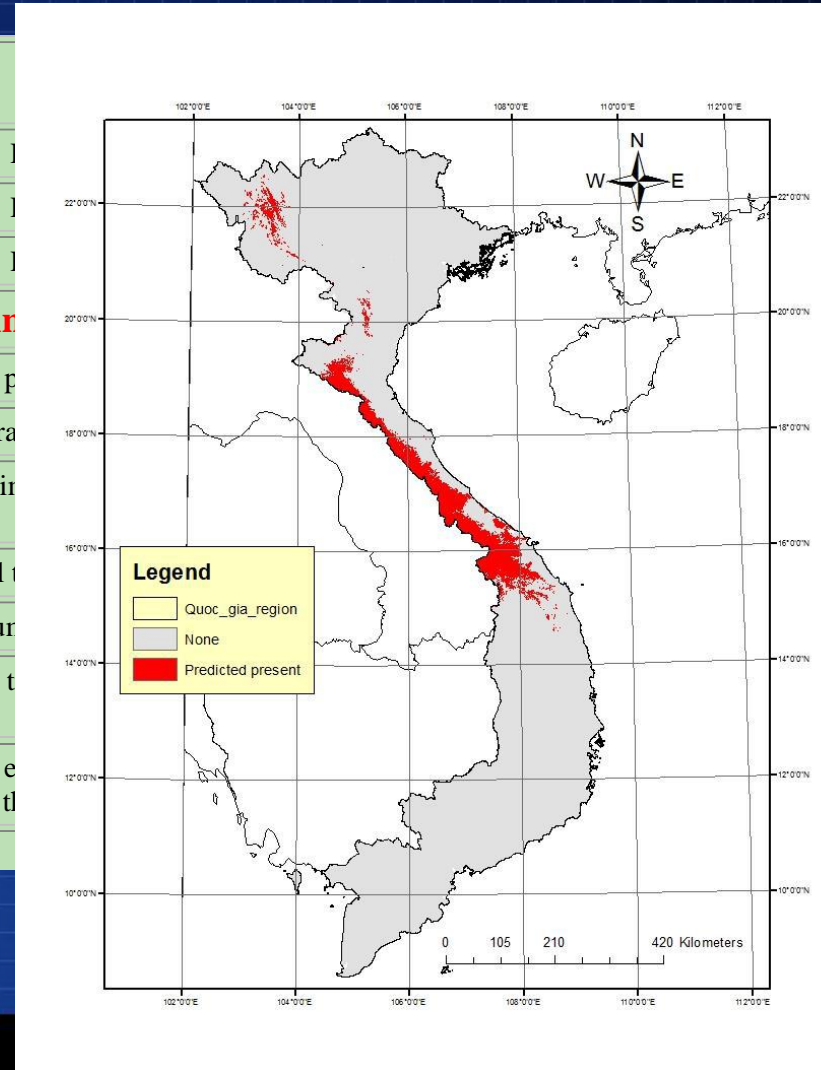 102°0'0"E 104°0'0"E 106°0'0"E 108°0'0"E 110°0'0"E 112°0'0"E
N
W E
S
22°0'0"N 22°0'0"N
20°0'0"N 20°0'0"N
18°0'0"N 18°0'0"N
16°0'0"N 16°0'0"N
Legend
Quoc_gia_region
None
Predicted present
14°0'0"N 14°0'0"N
12°0'0"N 12°0'0"N
10°0'0"N 10°0'0"N
0 105 210 420 Kilometers
102°0'0"E 104°0'0"E 106°0'0"E 108°0'0"E 110°0'0"E 112°0'0"E